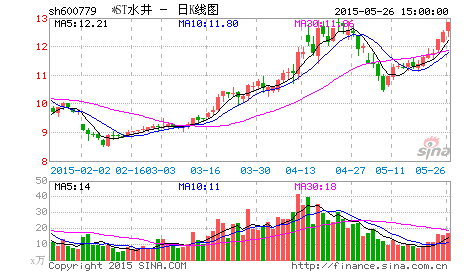 sh600779 *ST水井 - 日K线图 2015-05-26 15:00:00
MA5:12.21 MA10:11.80 MA30:11.86
13
12
11
10
9
8
2015-02-02 02-16 03-03 03-16 03-30 04-13 04-27 05-11 05-26
sina
50
MA5:14 MA10:11 MA30:18
40
30
20
10
x万
Copyright 2015 SINA.COM http://finance.sina.com.cn